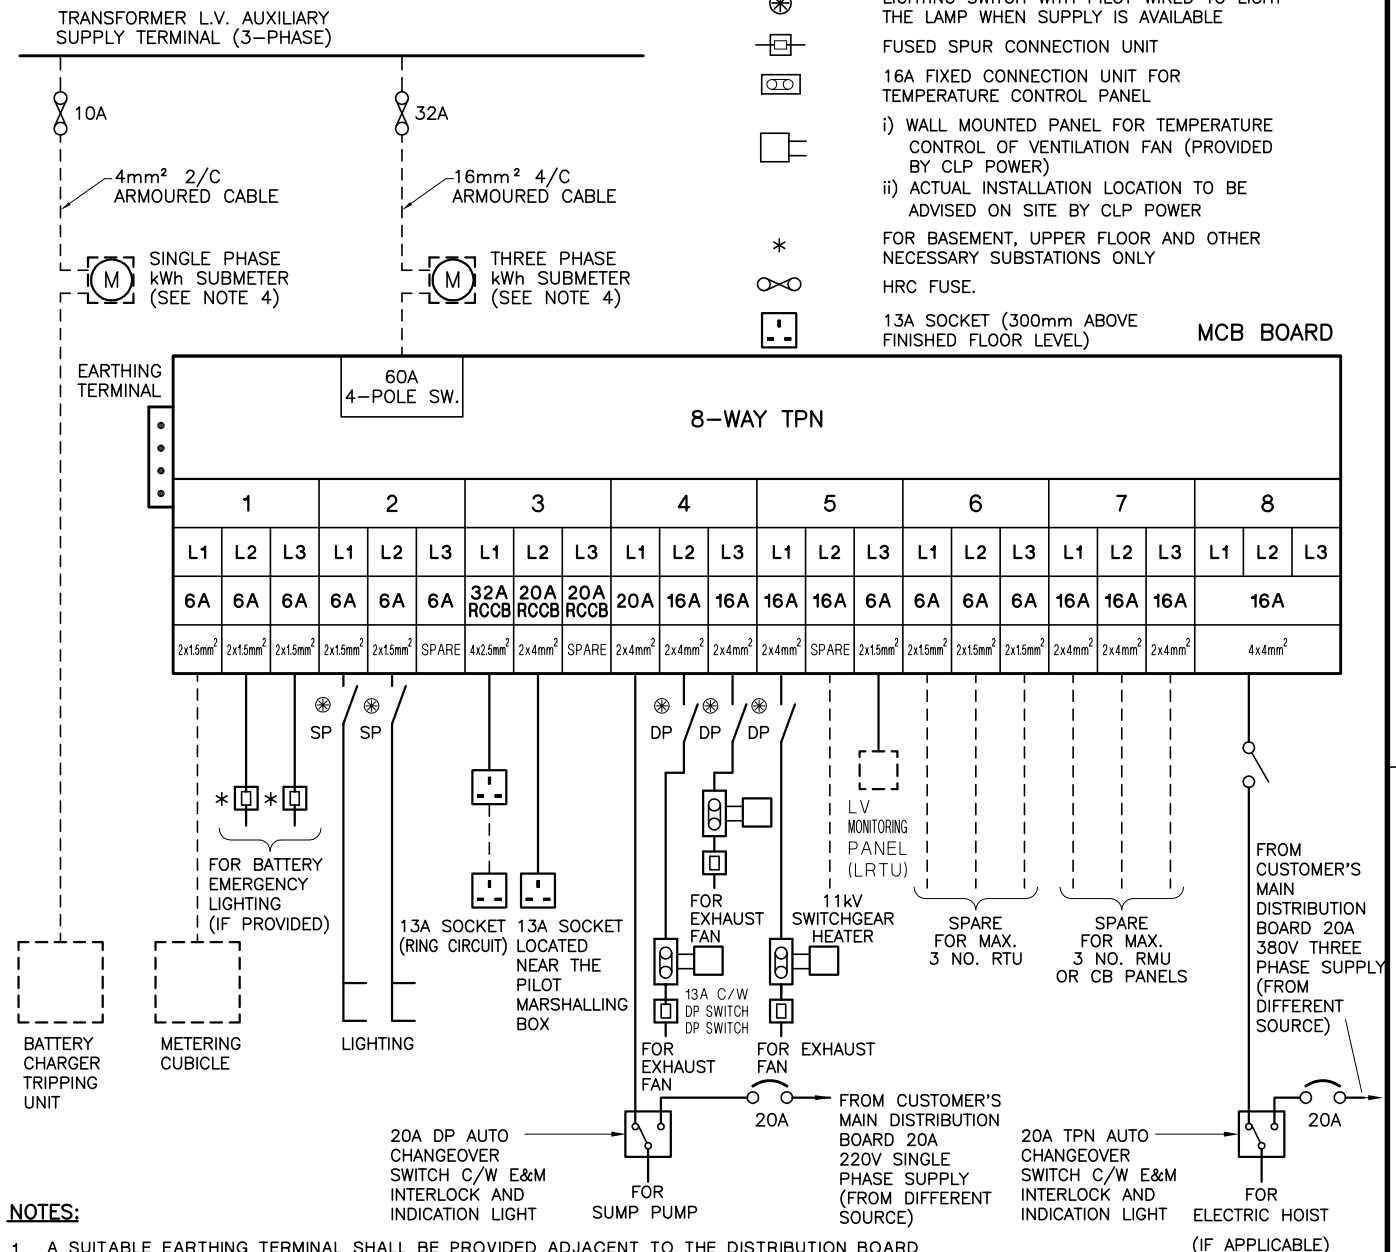 TRANSFORMER L.V. AUXILIARY
SUPPLY TERMINAL (3-PHASE)
10A
32A
4mm² 2/C
ARMOURED CABLE
16mm² 4/C
ARMOURED CABLE
M
SINGLE PHASE
kWh SUBMETER
(SEE NOTE 4)
M
THREE PHASE
kWh SUBMETER
(SEE NOTE 4)
LIGHTING SWITCH WITH PILOT WIRED TO LIGHT
THE LAMP WHEN SUPPLY IS AVAILABLE
FUSED SPUR CONNECTION UNIT
16A FIXED CONNECTION UNIT FOR
TEMPERATURE CONTROL PANEL
i) WALL MOUNTED PANEL FOR TEMPERATURE
CONTROL OF VENTILATION FAN (PROVIDED
BY CLP POWER)
ii) ACTUAL INSTALLATION LOCATION TO BE
ADVISED ON SITE BY CLP POWER
*
FOR BASEMENT, UPPER FLOOR AND OTHER
NECESSARY SUBSTATIONS ONLY
HRC FUSE.
13A SOCKET (300mm ABOVE
FINISHED FLOOR LEVEL)
MCB BOARD
EARTHING
TERMINAL
60A
4-POLE SW.
8-WAY TPN
1 2 3 4 5 6 7 8
L1 L2 L3 L1 L2 L3 L1 L2 L3 L1 L2 L3 L1 L2 L3 L1 L2 L3 L1 L2 L3 L1 L2 L3
6A 6A 6A 6A 6A 6A 32A RCCB 20A RCCB 20A RCCB 20A 16A 16A 16A 16A 6A 6A 6A 6A 16A 16A 16A 16A
2x1.5mm² 2x1.5mm² 2x1.5mm² 2x1.5mm² 2x1.5mm² SPARE 4x2.5mm² 2x4mm² SPARE 2x4mm² 2x4mm² 2x4mm² 2x4mm² SPARE 2x1.5mm² 2x1.5mm² 2x1.5mm² 2x1.5mm² 2x4mm² 2x4mm² 2x4mm² 4x4mm²
SP SP DP DP DP
* *
FOR BATTERY
EMERGENCY
LIGHTING
(IF PROVIDED)
13A SOCKET
(RING CIRCUIT)
13A SOCKET
LOCATED
NEAR THE
PILOT
MARSHALLING
BOX
FOR
EXHAUST
FAN
LV
MONITORING
PANEL
(LRTU)
11kV
SWITCHGEAR
HEATER
SPARE
FOR MAX.
3 NO. RTU
SPARE
FOR MAX.
3 NO. RMU
OR CB PANELS
FROM
CUSTOMER'S
MAIN
DISTRIBUTION
BOARD 20A
380V THREE
PHASE SUPPLY
(FROM
DIFFERENT
SOURCE)
13A C/W
DP SWITCH
DP SWITCH
BATTERY
CHARGER
TRIPPING
UNIT
METERING
CUBICLE
LIGHTING
FOR
EXHAUST
FAN
FOR EXHAUST
FAN
20A
FROM CUSTOMER'S
MAIN DISTRIBUTION
BOARD 20A
220V SINGLE
PHASE SUPPLY
(FROM DIFFERENT
SOURCE)
20A
20A DP AUTO
CHANGEOVER
SWITCH C/W E&M
INTERLOCK AND
INDICATION LIGHT
FOR
SUMP PUMP
20A TPN AUTO
CHANGEOVER
SWITCH C/W E&M
INTERLOCK AND
INDICATION LIGHT
FOR
ELECTRIC HOIST
(IF APPLICABLE)
NOTES:
1. A SUITABLE EARTHING TERMINAL SHALL BE PROVIDED ADJACENT TO THE DISTRIBUTION BOARD